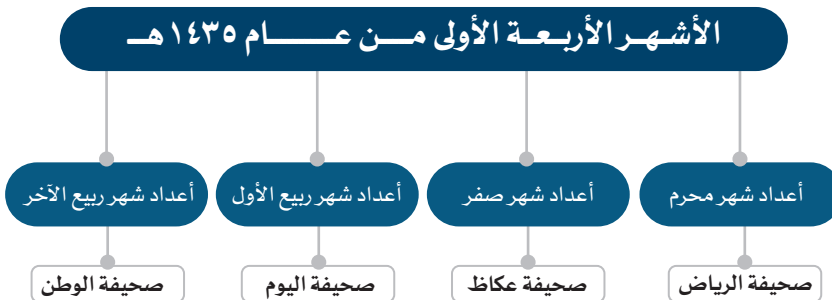 الأشهر الأربعة الأولى من عام ١٤٣٥هـ
أعداد شهر محرم
أعداد شهر صفر
أعداد شهر ربيع الأول
أعداد شهر ربيع الآخر
صحيفة الرياض
صحيفة عكاظ
صحيفة اليوم
صحيفة الوطن